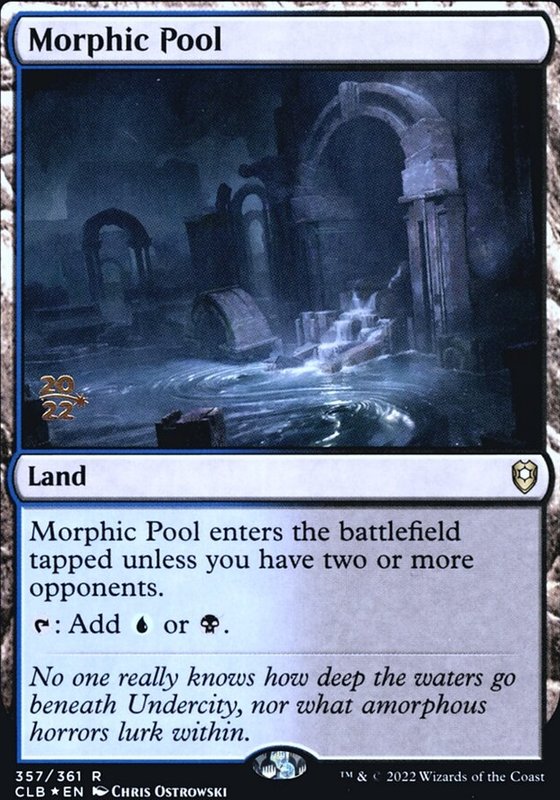 Morphic Pool
20
22*
Land
Morphic Pool enters the battlefield
tapped unless you have two or more
opponents.
: Add or .
No one really knows how deep the waters go
beneath Undercity, nor what amorphous
horrors lurk within.
357/361 R
CLB ★ EN Chris Ostrowski
™ & © 2022 Wizards of the Coast